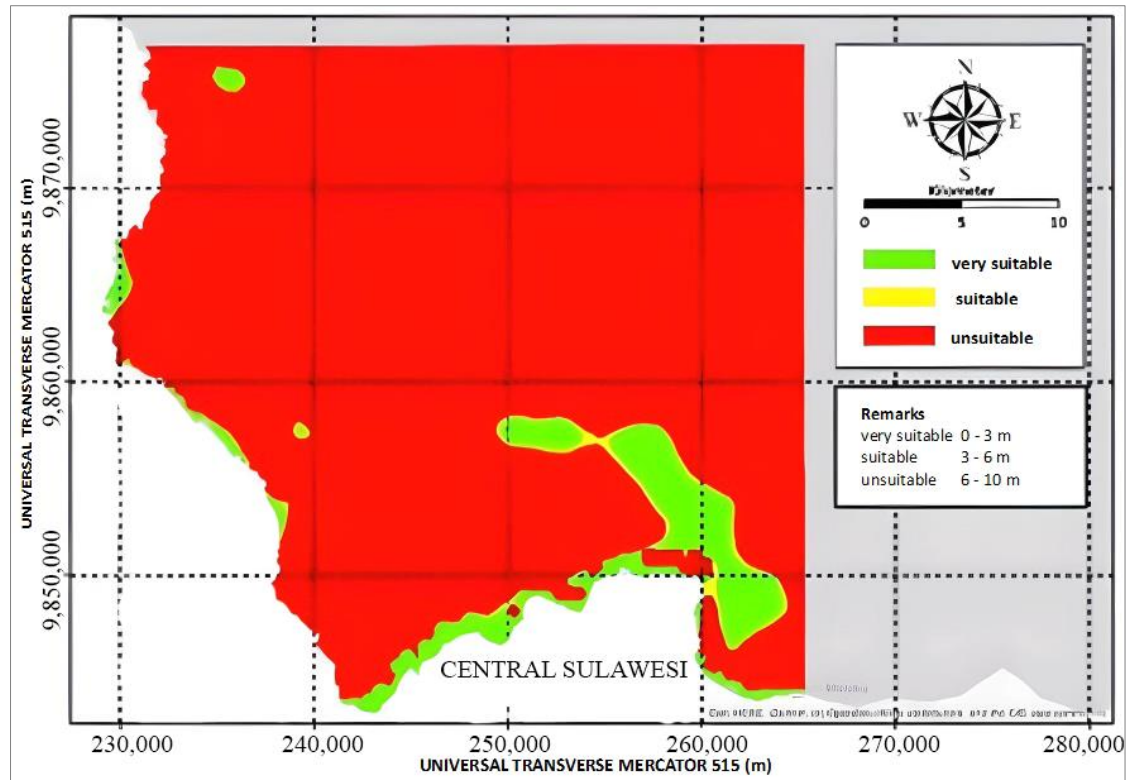 N
W E
S
0 5 10
very suitable
suitable
unsuitable
Remarks
very suitable 0 - 3 m
suitable 3 - 6 m
unsuitable 6 - 10 m
UNIVERSAL TRANSVERSE MERCATOR 515 (m)
9,870,000
9,860,000
9,850,000
CENTRAL SULAWESI
230,000 240,000 250,000 260,000 270,000 280,000
UNIVERSAL TRANSVERSE MERCATOR 515 (m)